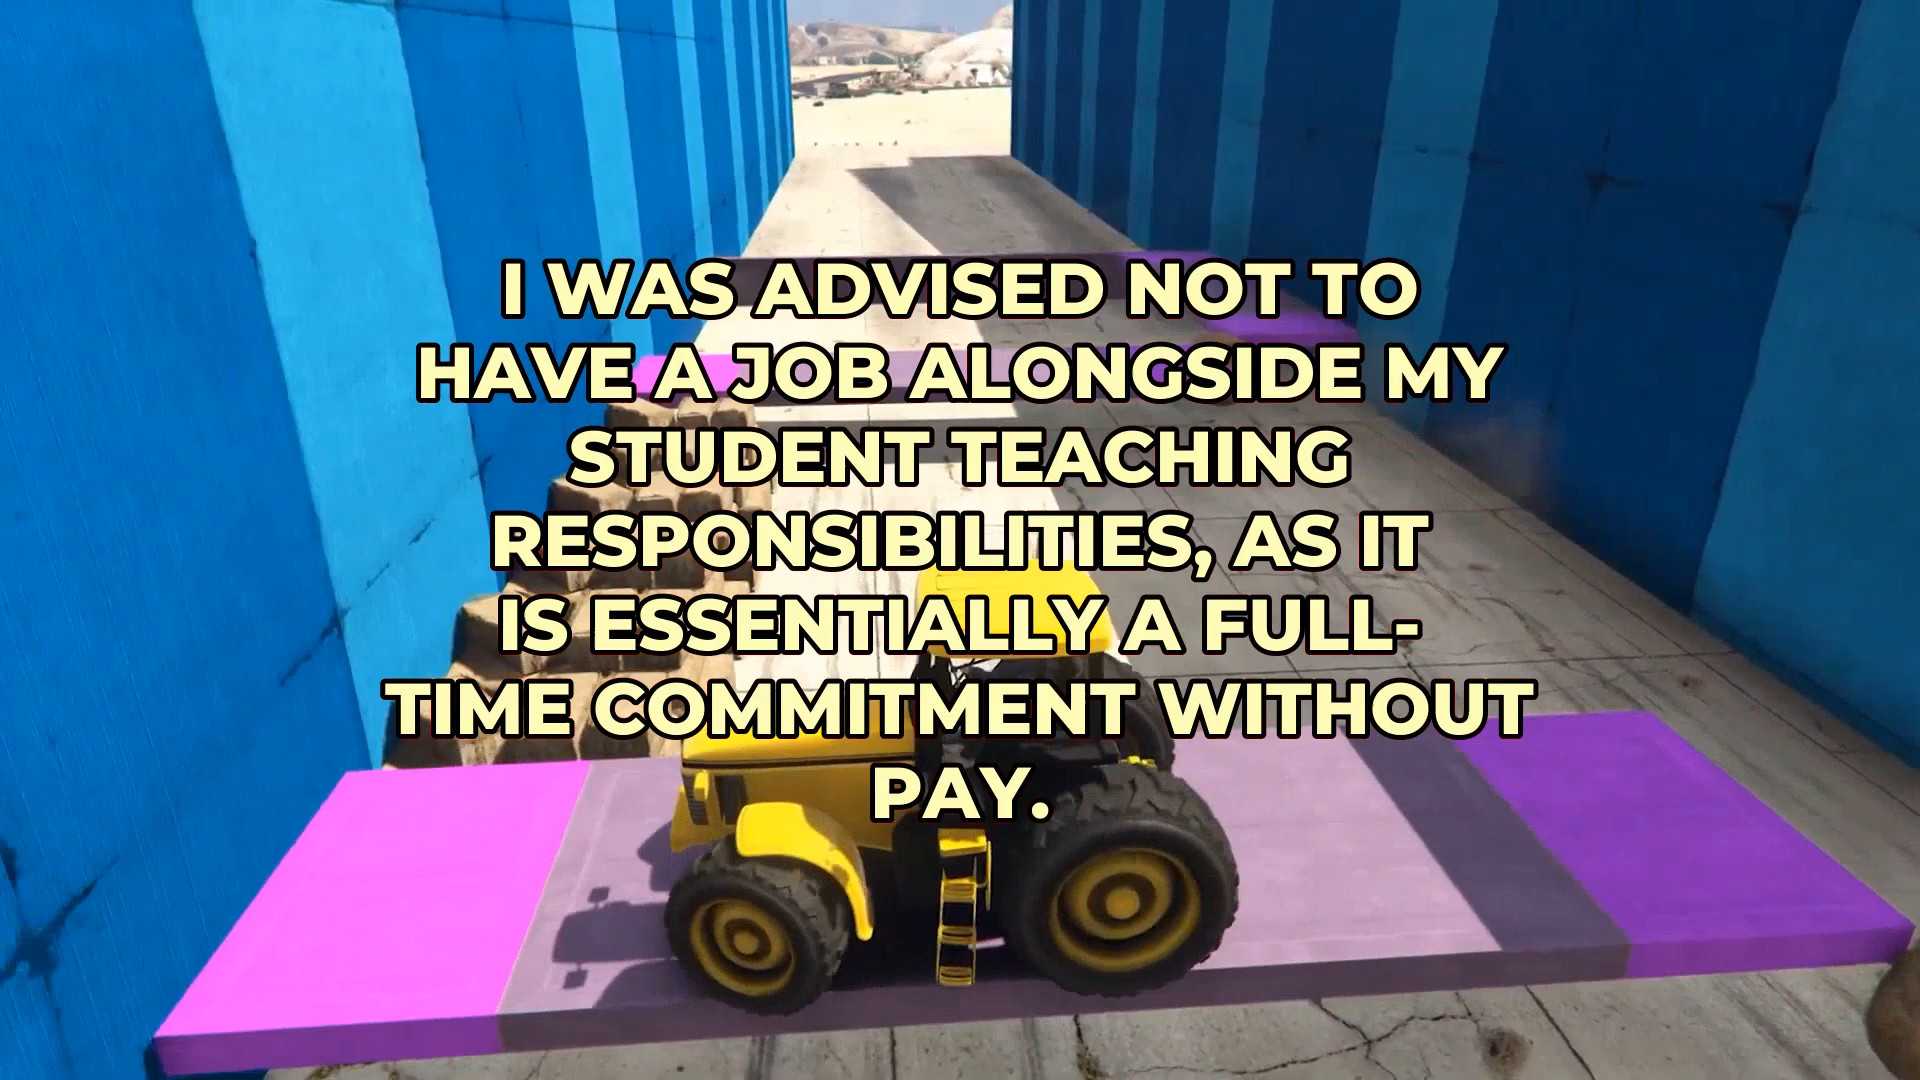 I WAS ADVISED NOT TO
HAVE A JOB ALONGSIDE MY
STUDENT TEACHING
RESPONSIBILITIES, AS IT
IS ESSENTIALLY A FULL-
TIME COMMITMENT WITHOUT
PAY.